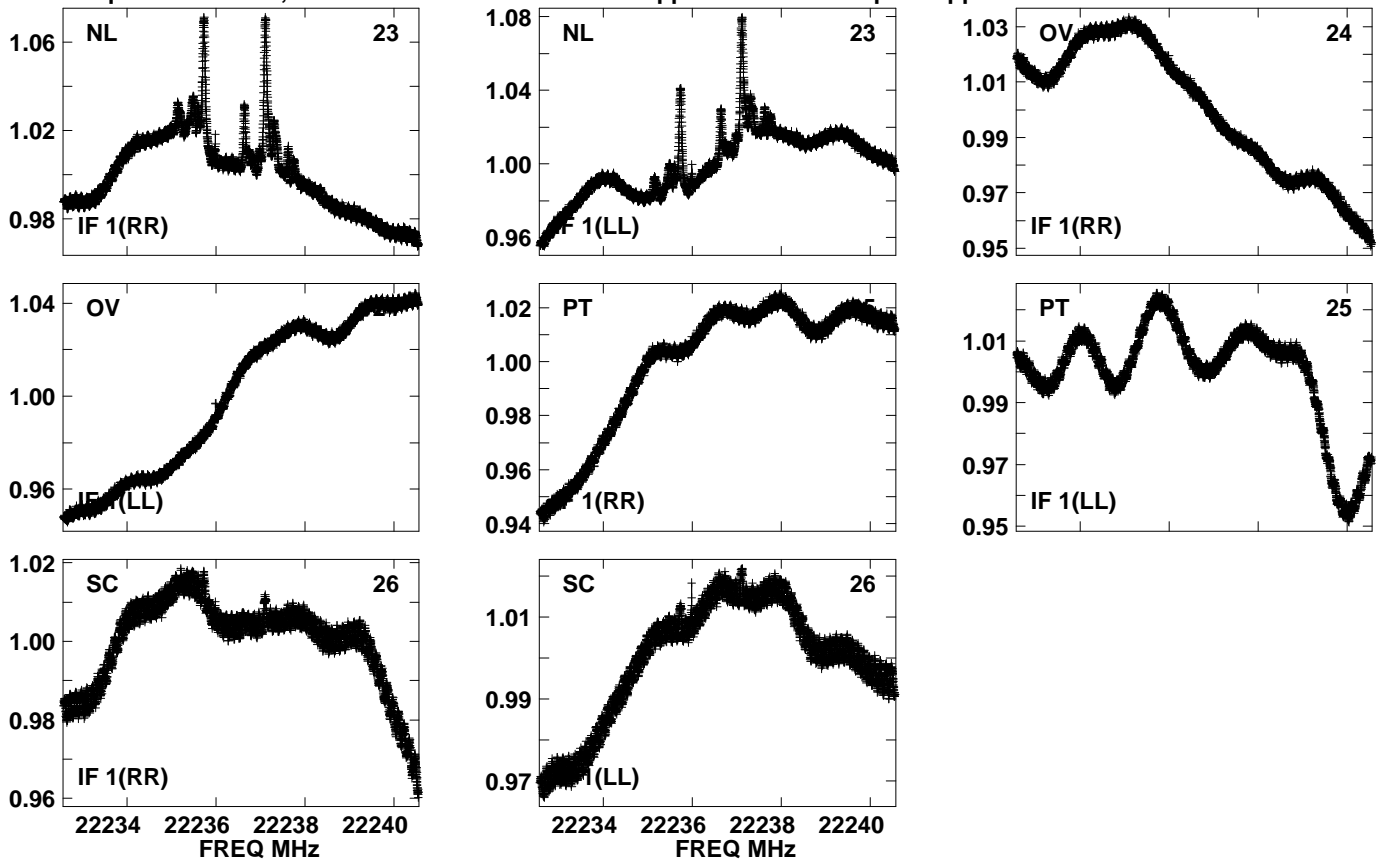 NL 23
1.06
1.02
0.98
IF 1(RR)
NL 23
1.08
1.04
1.00
0.96
IF 1(LL)
OV 24
1.03
1.01
0.99
0.97
0.95
IF 1(RR)
OV
1.04
1.00
0.96
IF 1(LL)
PT
1.02
1.00
0.98
0.96
0.94
1(RR)
PT 25
1.01
0.99
0.97
0.95
IF 1(LL)
SC 26
1.02
1.00
0.98
0.96
IF 1(RR)
22234 22236 22238 22240
FREQ MHz
SC 26
1.01
0.99
0.97
1(LL)
22234 22236 22238 22240
FREQ MHz